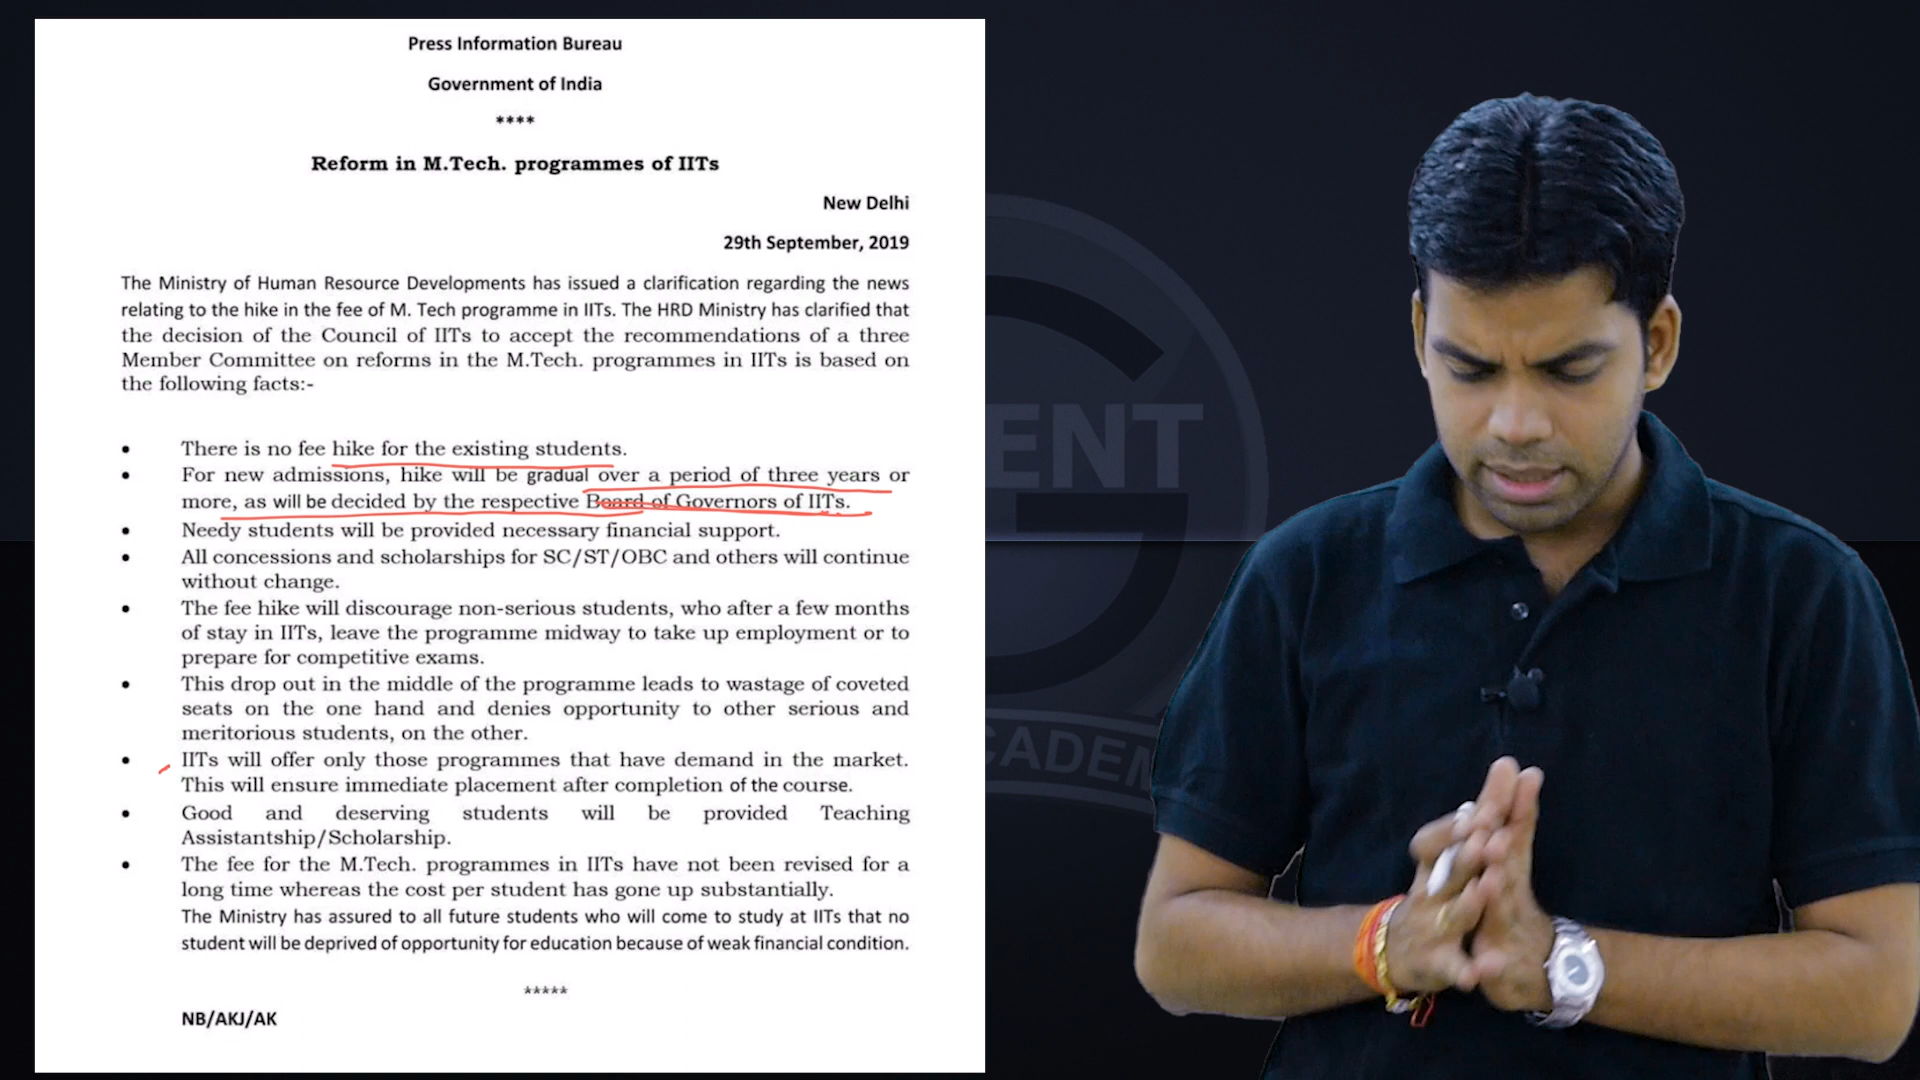 Press Information Bureau
Government of India
****
Reform in M.Tech. programmes of IITs
New Delhi
29th September, 2019
The Ministry of Human Resource Developments has issued a clarification regarding the news
relating to the hike in the fee of M. Tech programme in IITs. The HRD Ministry has clarified that
the decision of the Council of IITs to accept the recommendations of a three
Member Committee on reforms in the M.Tech. programmes in IITs is based on
the following facts:-
• There is no fee hike for the existing students.
• For new admissions, hike will be gradual over a period of three years or
more, as will be decided by the respective Board of Governors of IITs.
• Needy students will be provided necessary financial support.
• All concessions and scholarships for SC/ST/OBC and others will continue
without change.
• The fee hike will discourage non-serious students, who after a few months
of stay in IITs, leave the programme midway to take up employment or to
prepare for competitive exams.
• This drop out in the middle of the programme leads to wastage of coveted
seats on the one hand and denies opportunity to other serious and
meritorious students, on the other.
• IITs will offer only those programmes that have demand in the market.
This will ensure immediate placement after completion of the course.
• Good and deserving students will be provided Teaching
Assistantship/Scholarship.
• The fee for the M.Tech. programmes in IITs have not been revised for a
long time whereas the cost per student has gone up substantially.
The Ministry has assured to all future students who will come to study at IITs that no
student will be deprived of opportunity for education because of weak financial condition.
*****
NB/AKJ/AK
ENT
CADEM